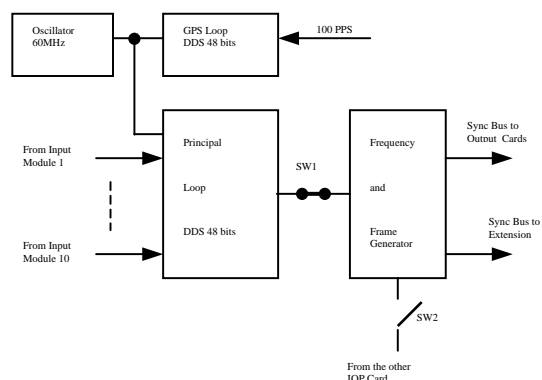 Oscillator
60MHz
GPS Loop
DDS 48 bits
100 PPS
From Input
Module 1
Principal
Loop
DDS 48 bits
SW1
Frequency
and
Frame
Generator
Sync Bus to
Output Cards
Sync Bus to
Extension
From Input
Module 10
SW2
From the other
IOP Card